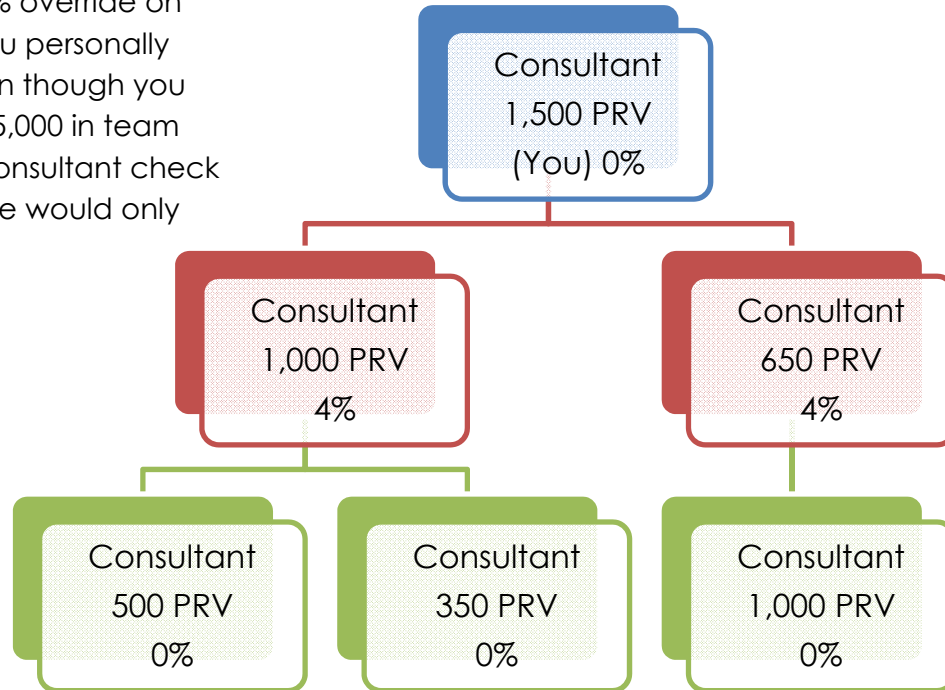 % override on
u personally
n though you
5,000 in team
onsultant check
e would only
Consultant
1,500 PRV
(You) 0%
Consultant
1,000 PRV
4%
Consultant
650 PRV
4%
Consultant
500 PRV
0%
Consultant
350 PRV
0%
Consultant
1,000 PRV
0%